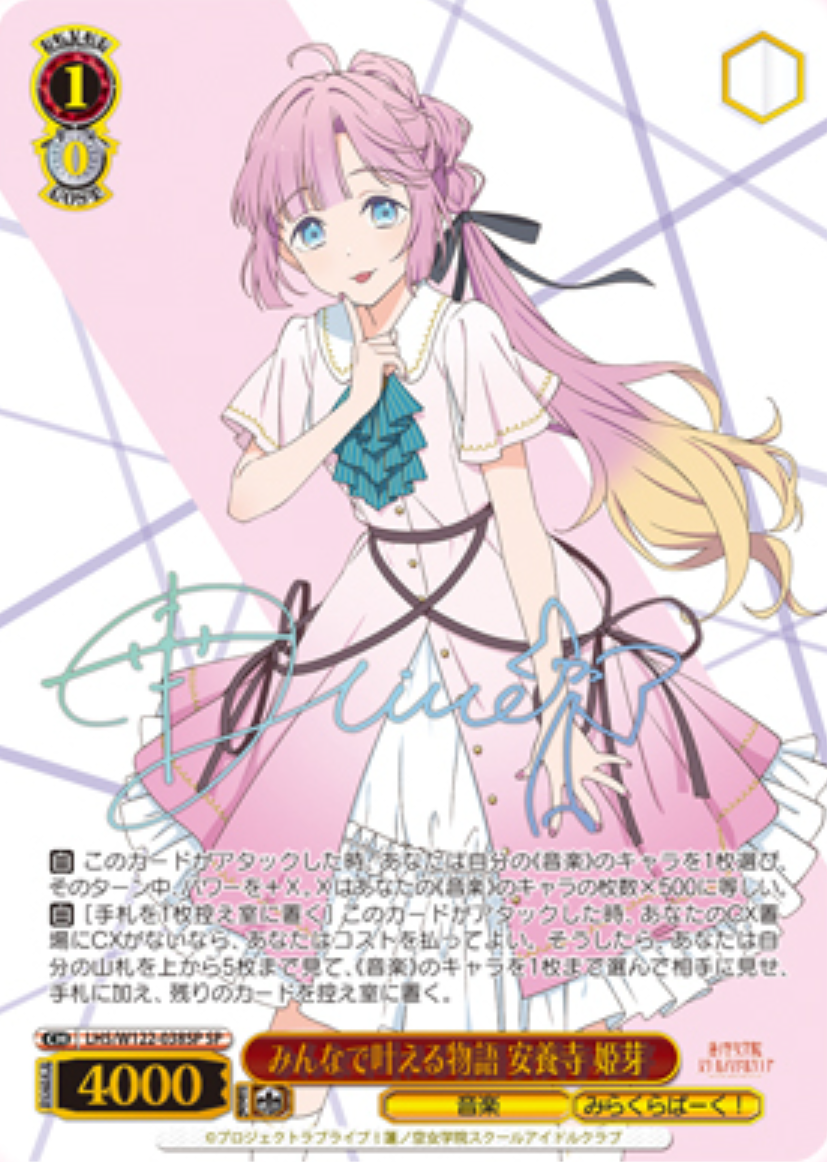 1
0
COST
Hime
【自】 このカードがアタックした時、あなたは自分の《音楽》のキャラを1枚選び、
そのターン中、パワーを+X。Xはあなたの《音楽》のキャラの枚数×500に等しい。
【自】 [手札を1枚控え室に置く] このカードがアタックした時、あなたのCX置
場にCXがないなら、あなたはコストを払ってよい。そうしたら、あなたは自
分の山札を上から5枚まで見て、《音楽》のキャラを1枚まで選んで相手に見せ、
手札に加え、残りのカードを控え室に置く。
CH LHS/W122-038SP SP
みんなで叶える物語 安養寺 姫芽
4000
音楽
みらくらぱーく!
©プロジェクトラブライブ!蓮ノ空女学院スクールアイドルクラブ